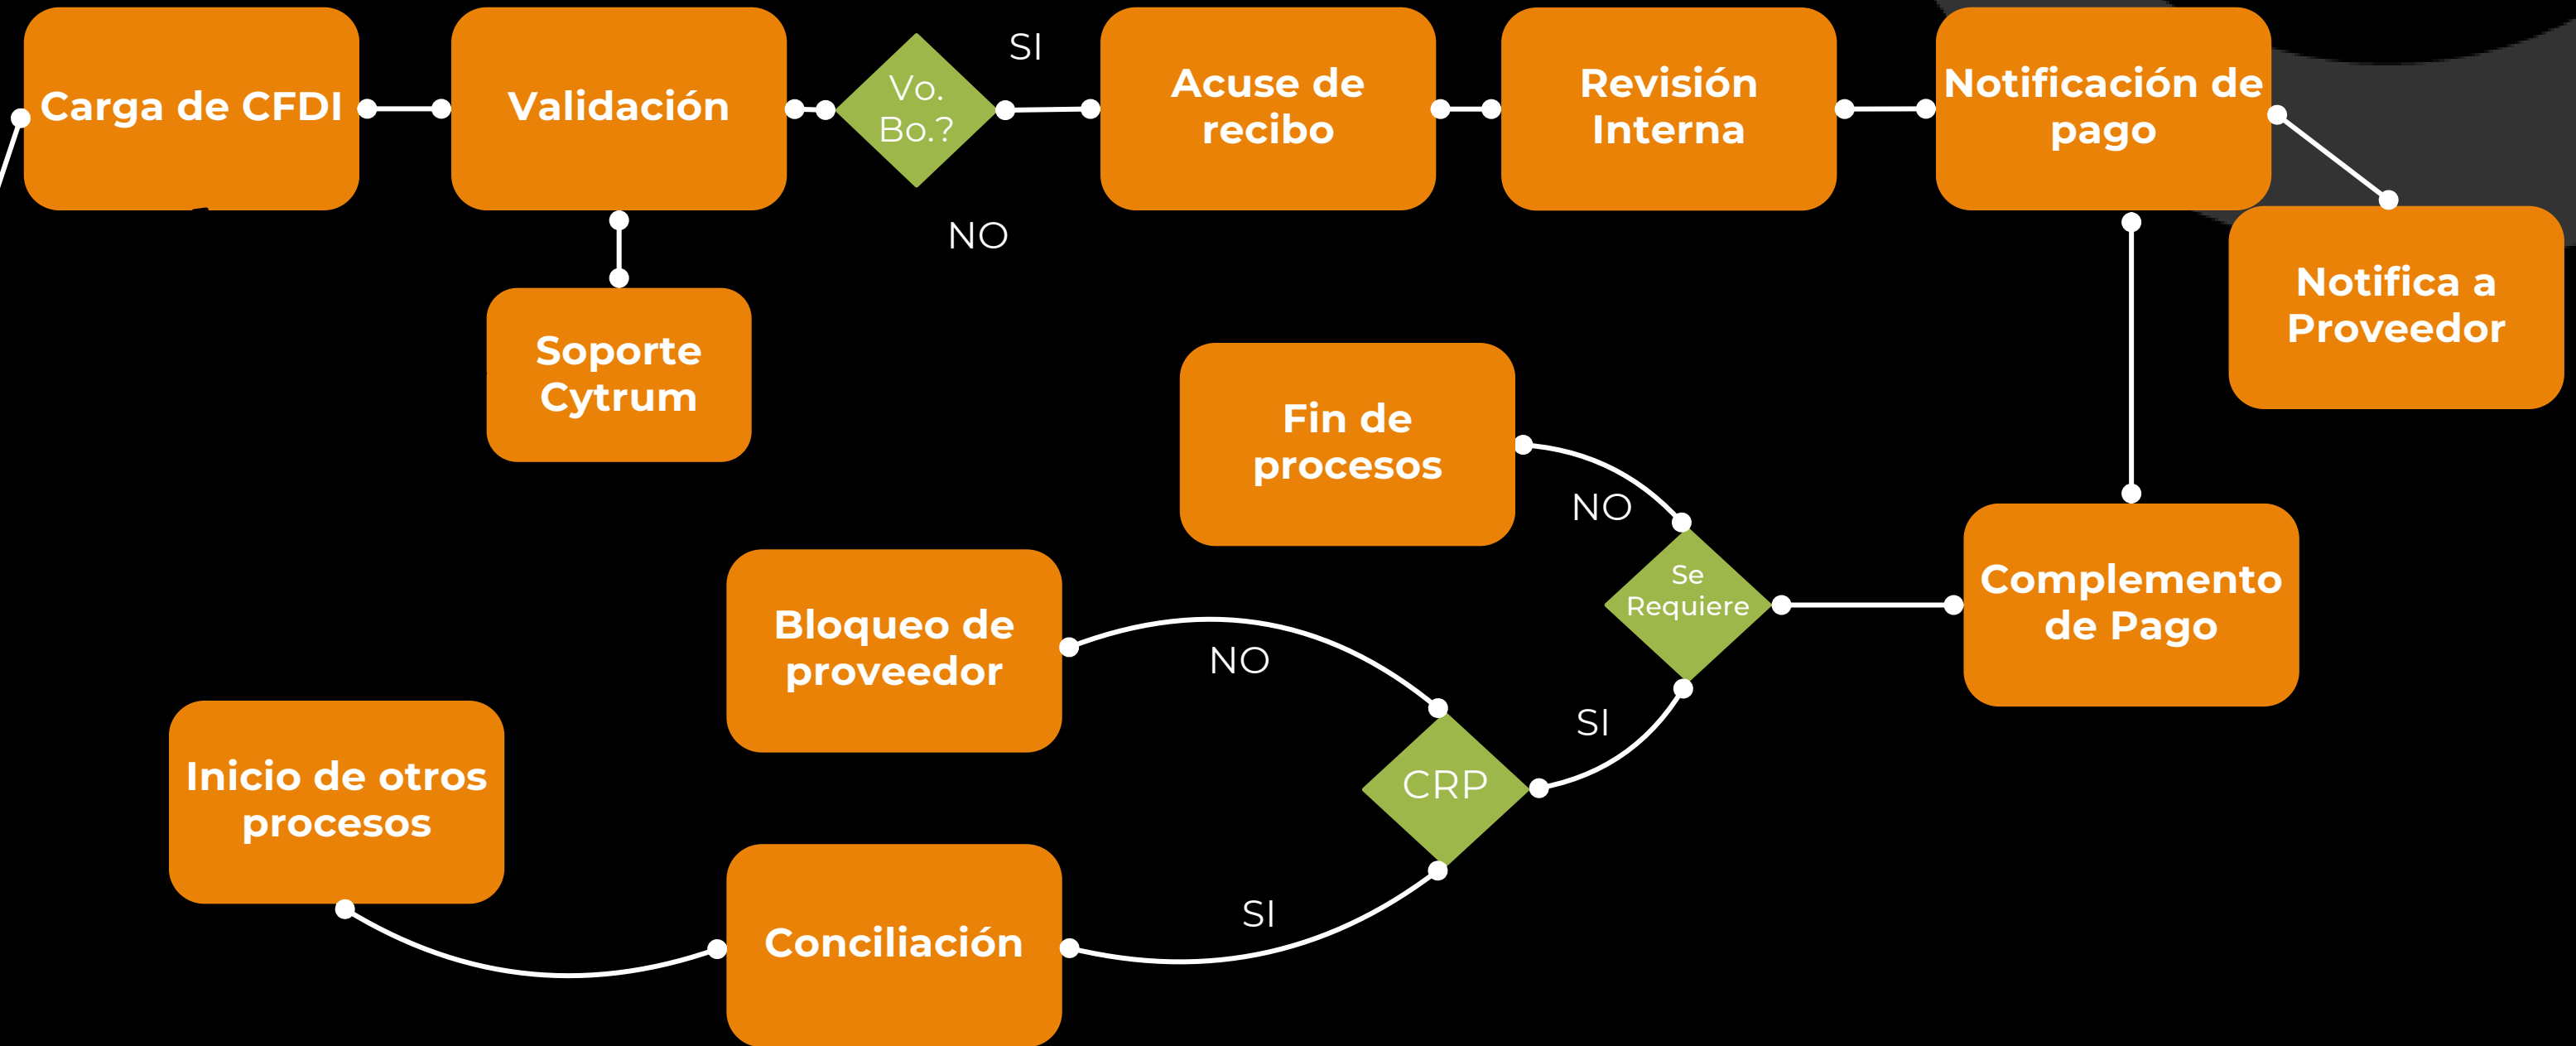 Carga de CFDI
Validación
Vo.
Bo.?
SI
NO
Acuse de
recibo
Revisión
Interna
Notificación de
pago
Notifica a
Proveedor
Soporte
Cytrum
Fin de
procesos
NO
Se
Requiere
Complemento
de Pago
Bloqueo de
proveedor
NO
SI
CRP
Inicio de otros
procesos
Conciliación
SI